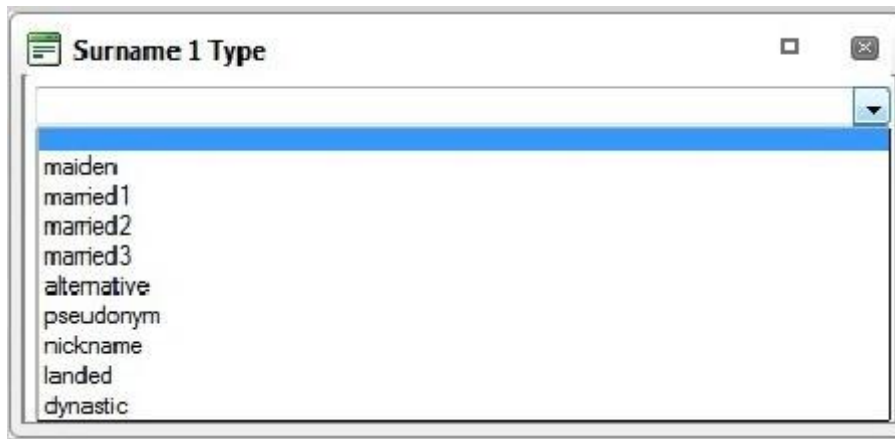 Surname 1 Type
maiden
married1
married2
married3
alternative
pseudonym
nickname
landed
dynastic